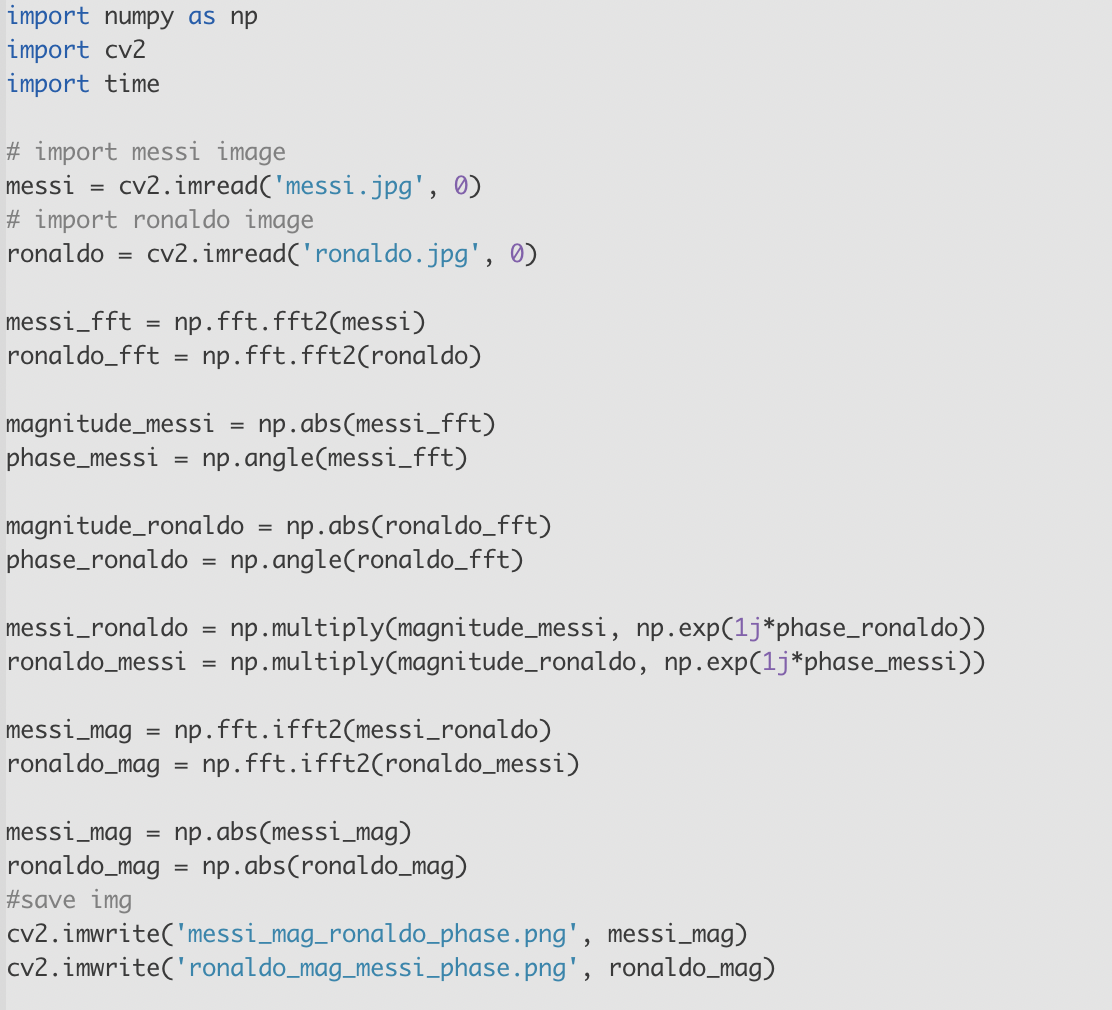 import numpy as np
import cv2
import time
# import messi image
messi = cv2.imread('messi.jpg', 0)
# import ronaldo image
ronaldo = cv2.imread('ronaldo.jpg', 0)
messi_fft = np.fft.fft2(messi)
ronaldo_fft = np.fft.fft2(ronaldo)
magnitude_messi = np.abs(messi_fft)
phase_messi = np.angle(messi_fft)
magnitude_ronaldo = np.abs(ronaldo_fft)
phase_ronaldo = np.angle(ronaldo_fft)
messi_ronaldo = np.multiply(magnitude_messi, np.exp(1j*phase_ronaldo))
ronaldo_messi = np.multiply(magnitude_ronaldo, np.exp(1j*phase_messi))
messi_mag = np.fft.ifft2(messi_ronaldo)
ronaldo_mag = np.fft.ifft2(ronaldo_messi)
messi_mag = np.abs(messi_mag)
ronaldo_mag = np.abs(ronaldo_mag)
#save img
cv2.imwrite('messi_mag_ronaldo_phase.png', messi_mag)
cv2.imwrite('ronaldo_mag_messi_phase.png', ronaldo_mag)